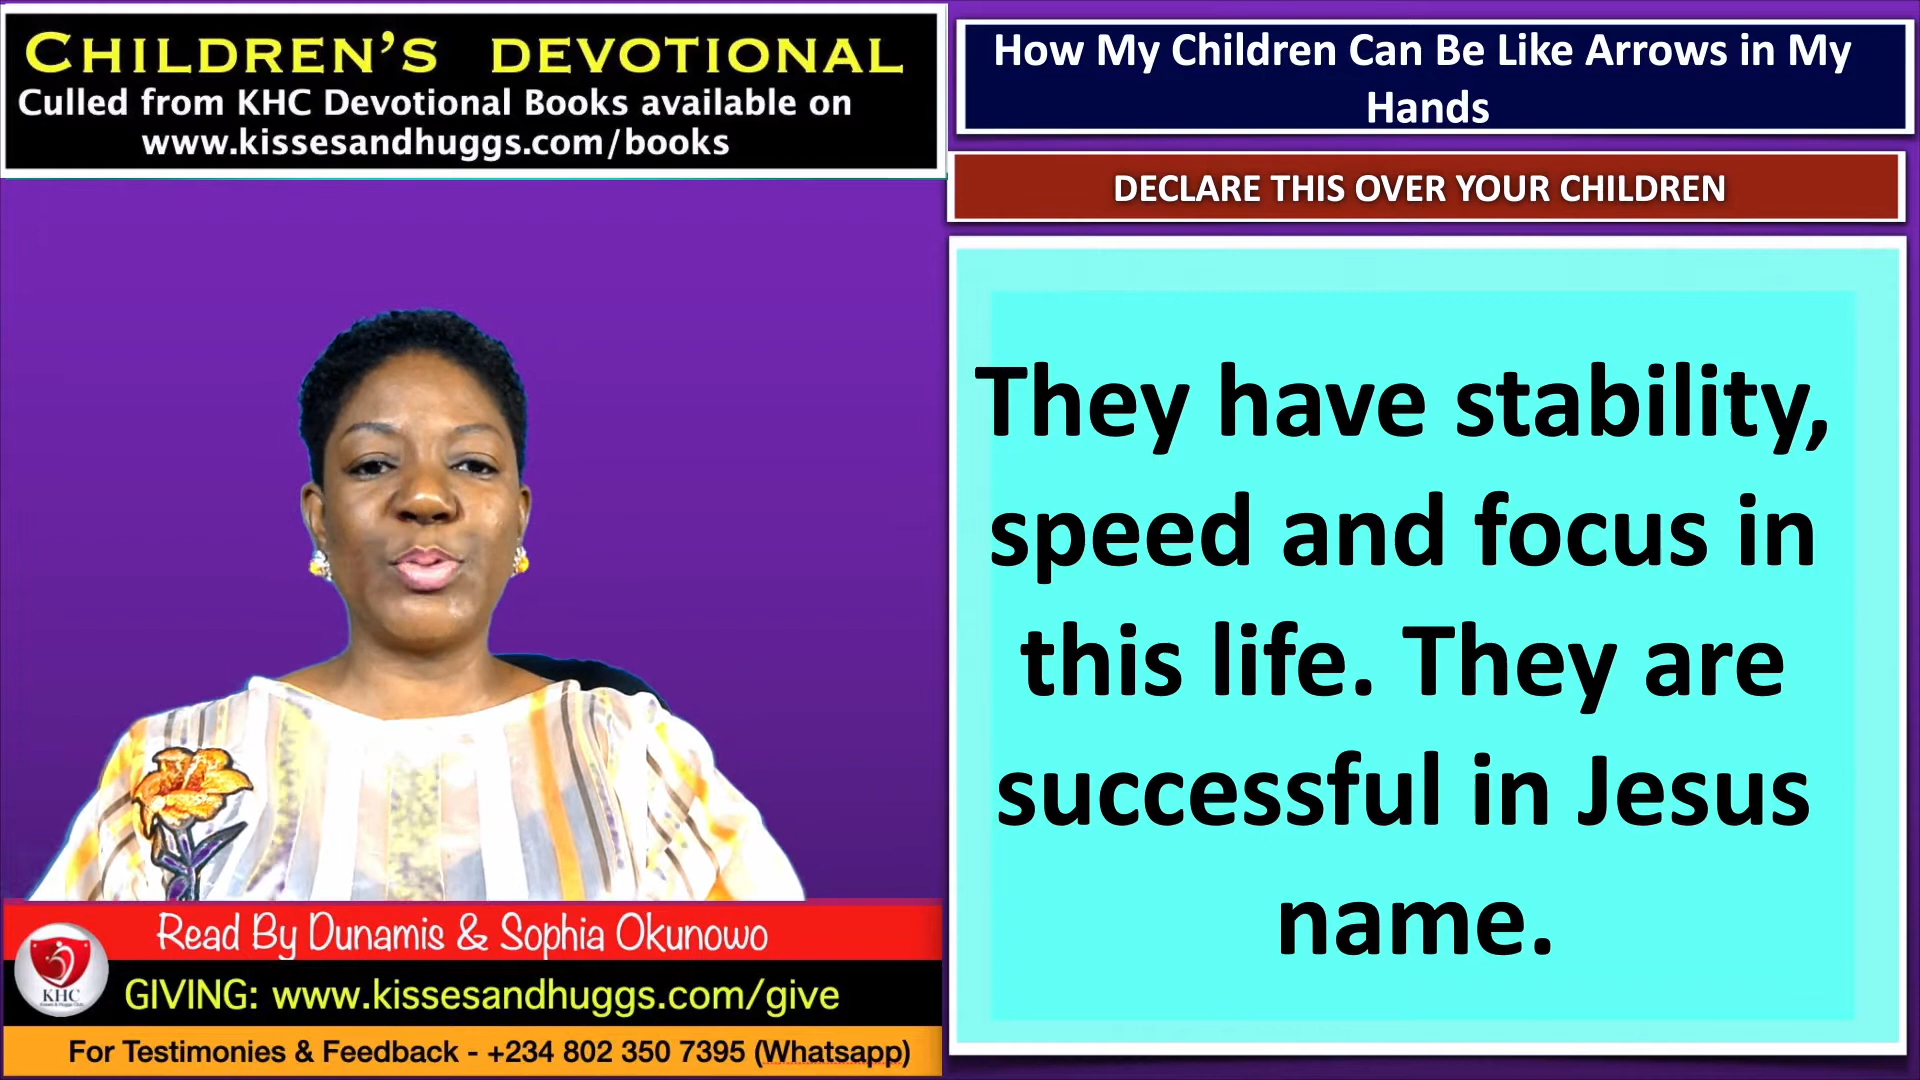 CHILDREN'S DEVOTIONAL
Culled from KHC Devotional Books available on
www.kissesandhuggs.com/books
How My Children Can Be Like Arrows in My
Hands
DECLARE THIS OVER YOUR CHILDREN
They have stability,
speed and focus in
this life. They are
successful in Jesus
name.
Read By Dunamis & Sophia Okunowo
KHC
GIVING: www.kissesandhuggs.com/give
For Testimonies & Feedback - +234 802 350 7395 (Whatsapp)